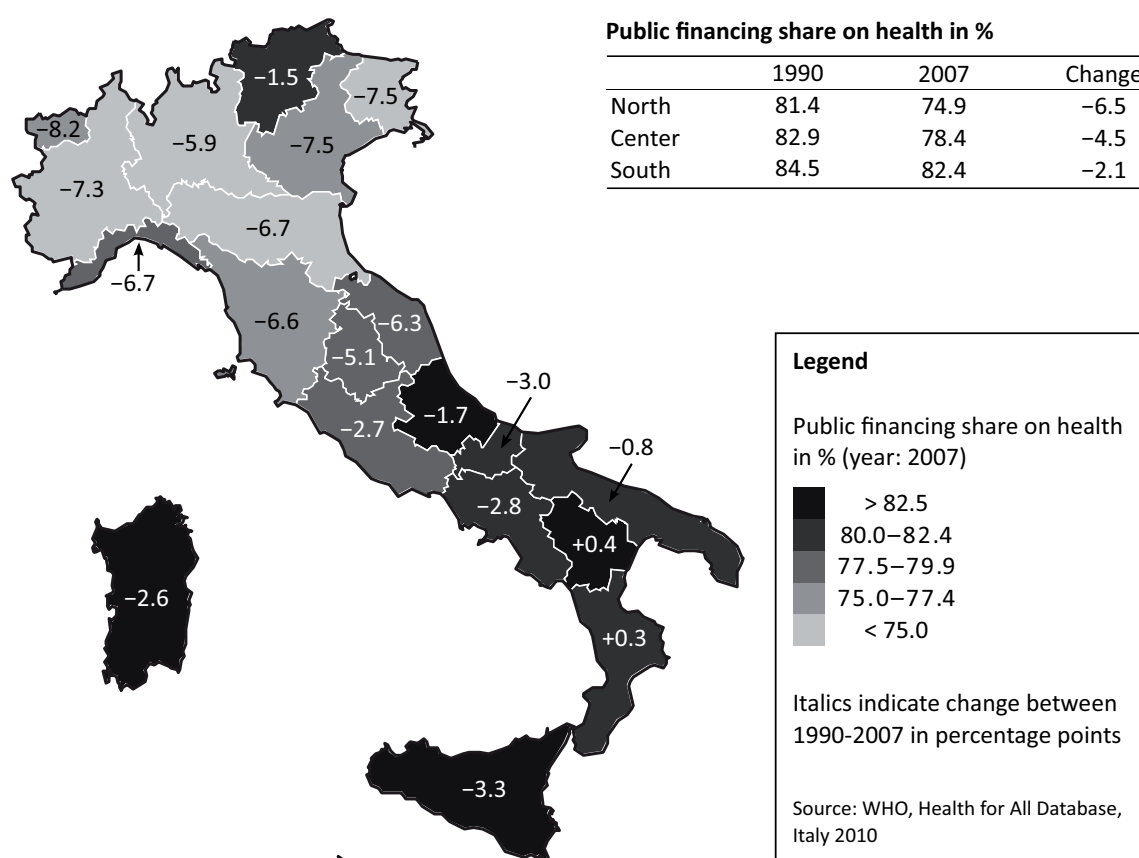 Public financing share on health in %
1990 2007 Change
North 81.4 74.9 −6.5
Center 82.9 78.4 −4.5
South 84.5 82.4 −2.1
−1.5
−7.5
−8.2
−5.9
−7.5
−7.3
−6.7
−6.7
−6.6
−6.3
−5.1
−3.0
−1.7
−2.7
−0.8
−2.8
+0.4
−2.6
+0.3
−3.3
Legend
Public financing share on health
in % (year: 2007)
> 82.5
80.0−82.4
77.5−79.9
75.0−77.4
< 75.0
Italics indicate change between
1990-2007 in percentage points
Source: WHO, Health for All Database,
Italy 2010